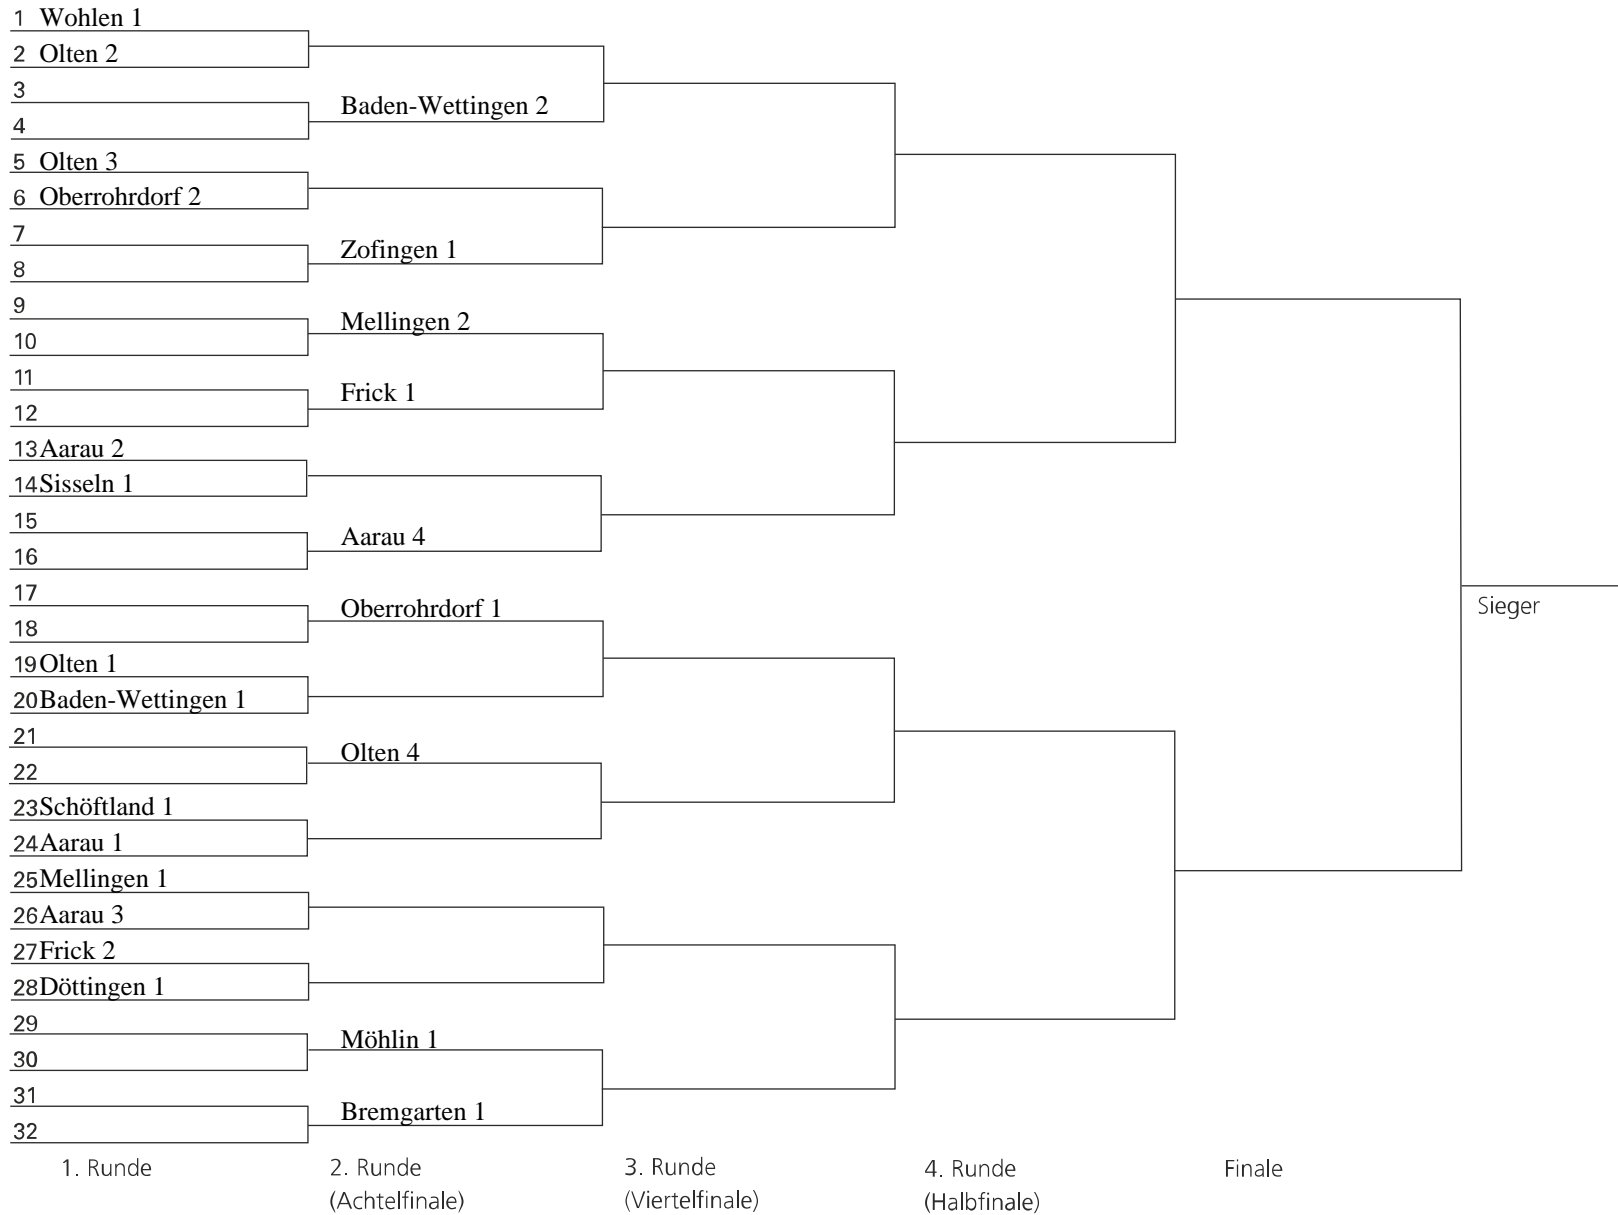 1 Wohlen 1
2 Olten 2
3
Baden-Wettingen 2
4
5 Olten 3
6 Oberrohrdorf 2
7
Zofingen 1
8
9
Mellingen 2
10
11
Frick 1
12
13 Aarau 2
14 Sisseln 1
15
Aarau 4
16
17
Oberrohrdorf 1
18
19 Olten 1
20 Baden-Wettingen 1
21
Olten 4
22
23 Schöftland 1
24 Aarau 1
25 Mellingen 1
26 Aarau 3
27 Frick 2
28 Döttingen 1
29
Möhlin 1
30
31
Bremgarten 1
32
Sieger
1. Runde
2. Runde
(Achtelfinale)
3. Runde
(Viertelfinale)
4. Runde
(Halbfinale)
Finale